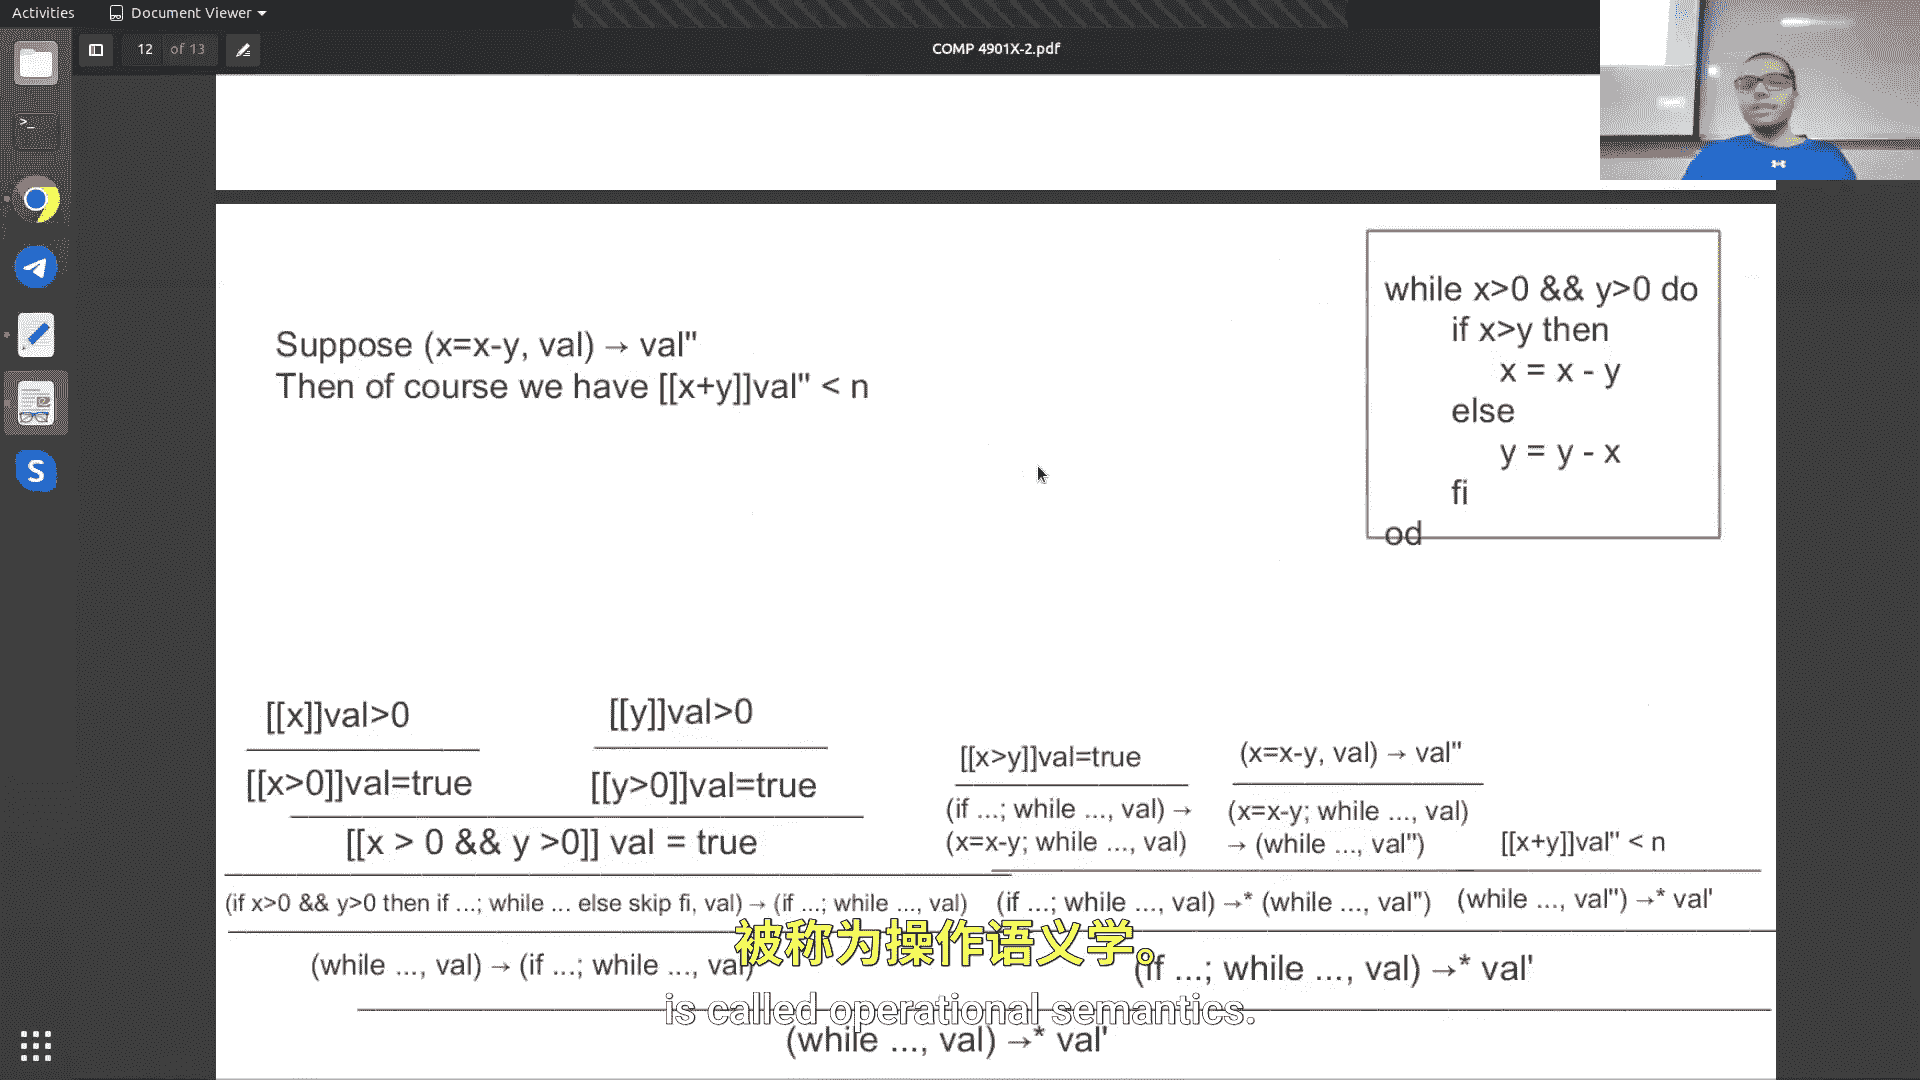 Activities
Document Viewer
12 of 13
COMP 4901X-2.pdf
while x>0 && y>0 do
if x>y then
x = x - y
else
y = y - x
fi
od
Suppose (x=x-y, val) → val"
Then of course we have [[x+y]]val" < n
[[x]]val>0
[[y]]val>0
[[x>0]]val=true
[[y>0]]val=true
[[x > 0 && y >0]] val = true
[[x>y]]val=true
(x=x-y, val) → val"
(if ...; while ..., val) →
(x=x-y; while ..., val)
(x=x-y; while ..., val)
→ (while ..., val")
[[x+y]]val" < n
(if x>0 && y>0 then if ...; while ... else skip fi, val) → (if ...; while ..., val)
(if ...; while ..., val) →* (while ..., val")
(while ..., val") →* val'
(while ..., val) → (if ...; while ..., val)
(if ...; while ..., val) →* val'
(while ..., val) →* val'
被称为操作语义学。
is called operational semantics.